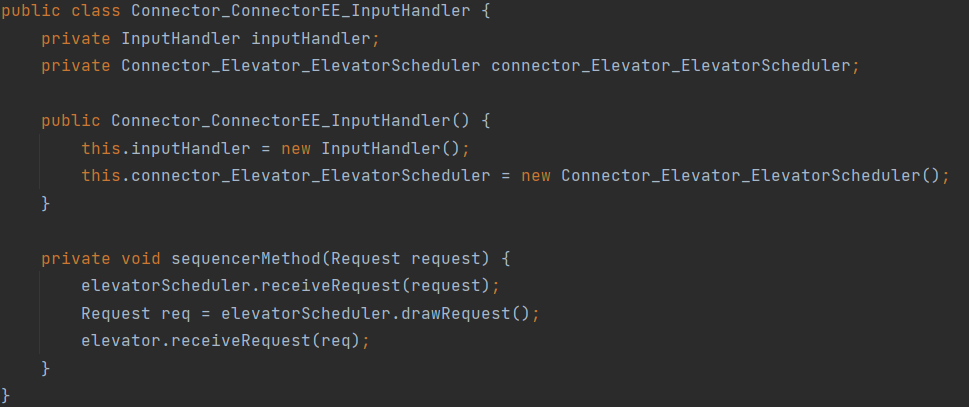 public class Connector_ConnectorEE_InputHandler {
    private InputHandler inputHandler;
    private Connector_Elevator_ElevatorScheduler connector_Elevator_ElevatorScheduler;
    public Connector_ConnectorEE_InputHandler() {
        this.inputHandler = new InputHandler();
        this.connector_Elevator_ElevatorScheduler = new Connector_Elevator_ElevatorScheduler();
    }
    private void sequencerMethod(Request request) {
        elevatorScheduler.receiveRequest(request);
        Request req = elevatorScheduler.drawRequest();
        elevator.receiveRequest(req);
    }
}